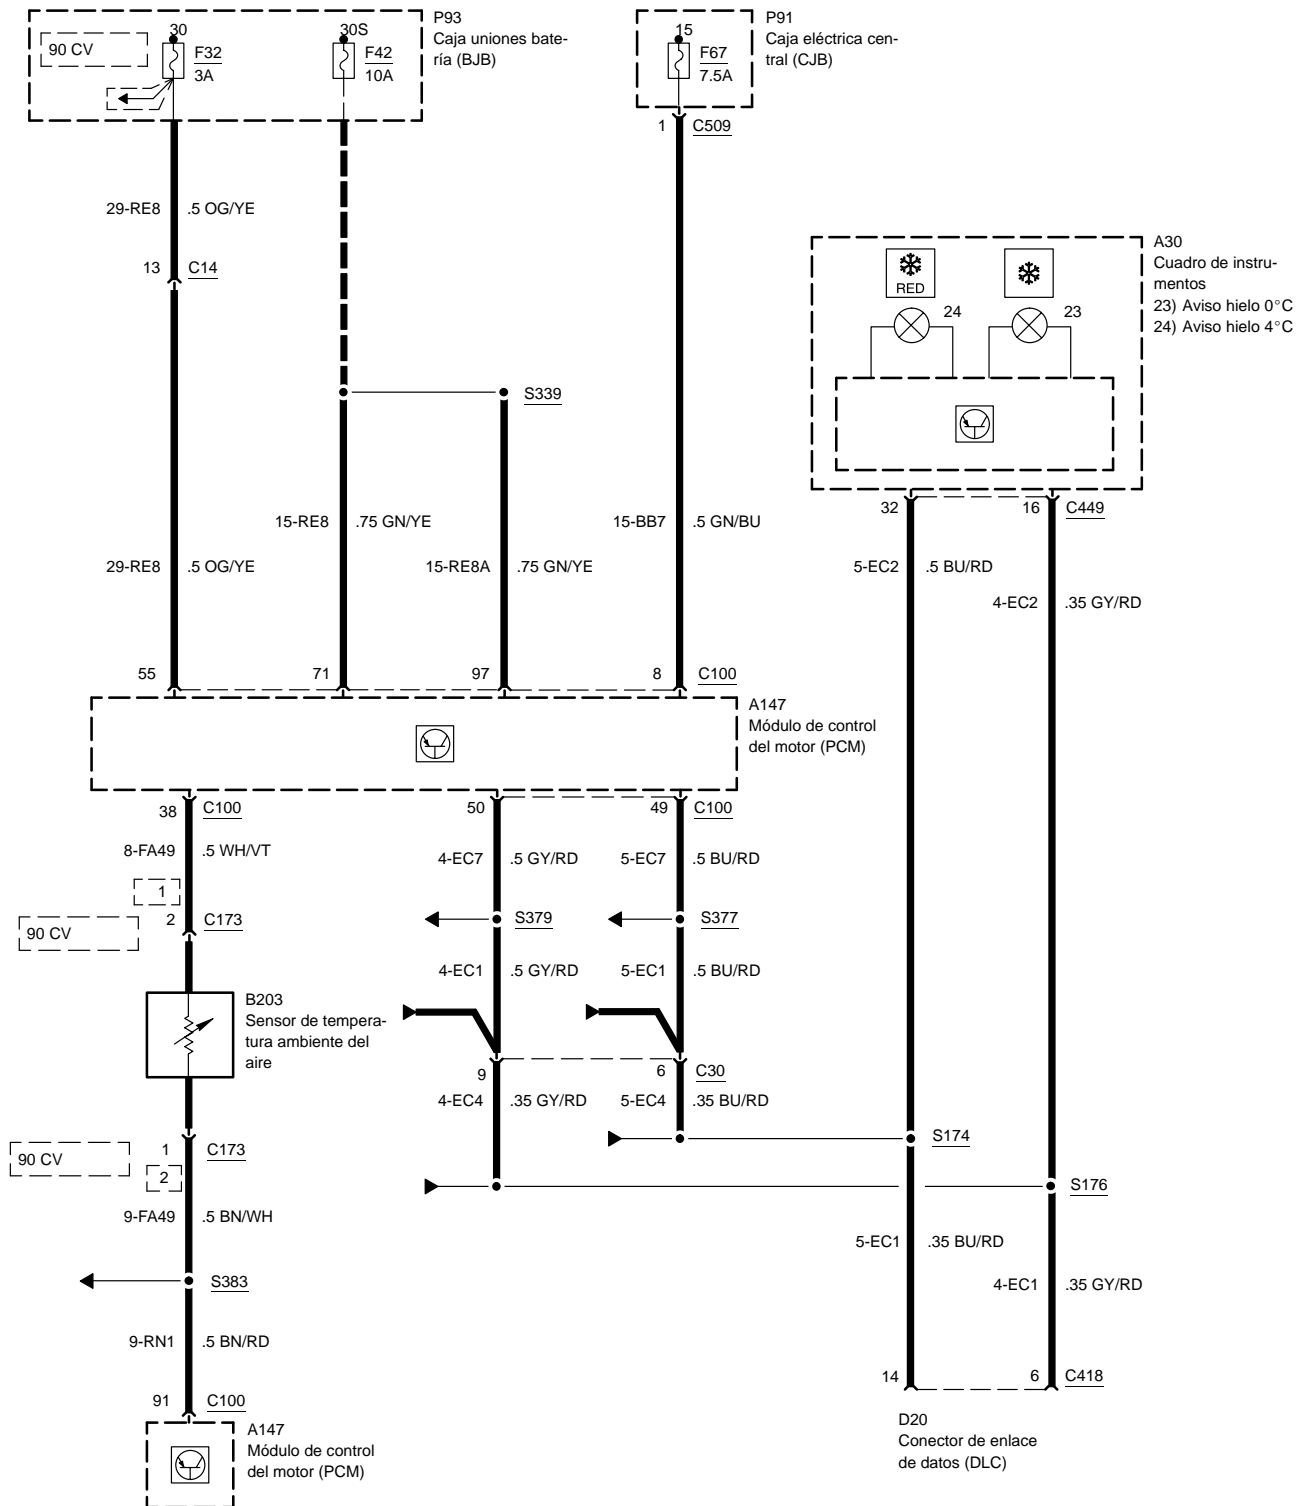 90 CV
30
F32
3A
30S
F42
10A
P93
Caja uniones bate-
ría (BJB)
15
F67
7.5A
P91
Caja eléctrica cen-
tral (CJB)
1 C509
29-RE8 .5 OG/YE
13 C14
RED
24
23
A30
Cuadro de instru-
mentos
23) Aviso hielo 0°C
24) Aviso hielo 4°C
S339
32
16 C449
15-RE8 .75 GN/YE
15-BB7 .5 GN/BU
29-RE8 .5 OG/YE
15-RE8A .75 GN/YE
5-EC2 .5 BU/RD
4-EC2 .35 GY/RD
55
71
97
8 C100
A147
Módulo de control
del motor (PCM)
38 C100
50
49 C100
8-FA49 .5 WH/VT
4-EC7 .5 GY/RD
5-EC7 .5 BU/RD
1
2 C173
90 CV
S379
S377
4-EC1 .5 GY/RD
5-EC1 .5 BU/RD
B203
Sensor de tempera-
tura ambiente del
aire
9
6 C30
4-EC4 .35 GY/RD
5-EC4 .35 BU/RD
S174
1 C173
90 CV
2
S176
9-FA49 .5 BN/WH
5-EC1 .35 BU/RD
S383
4-EC1 .35 GY/RD
9-RN1 .5 BN/RD
14
6 C418
91 C100
A147
Módulo de control
del motor (PCM)
D20
Conector de enlace
de datos (DLC)